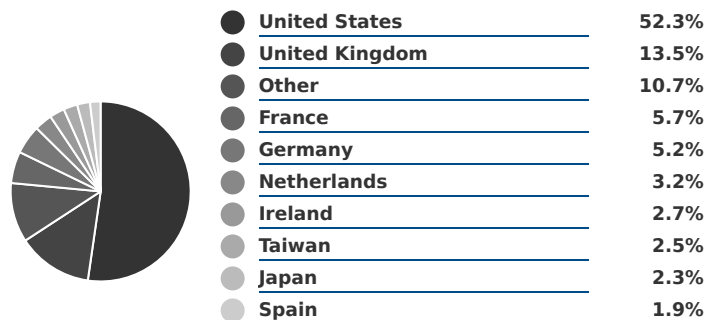 United States 52.3%
United Kingdom 13.5%
Other 10.7%
France 5.7%
Germany 5.2%
Netherlands 3.2%
Ireland 2.7%
Taiwan 2.5%
Japan 2.3%
Spain 1.9%